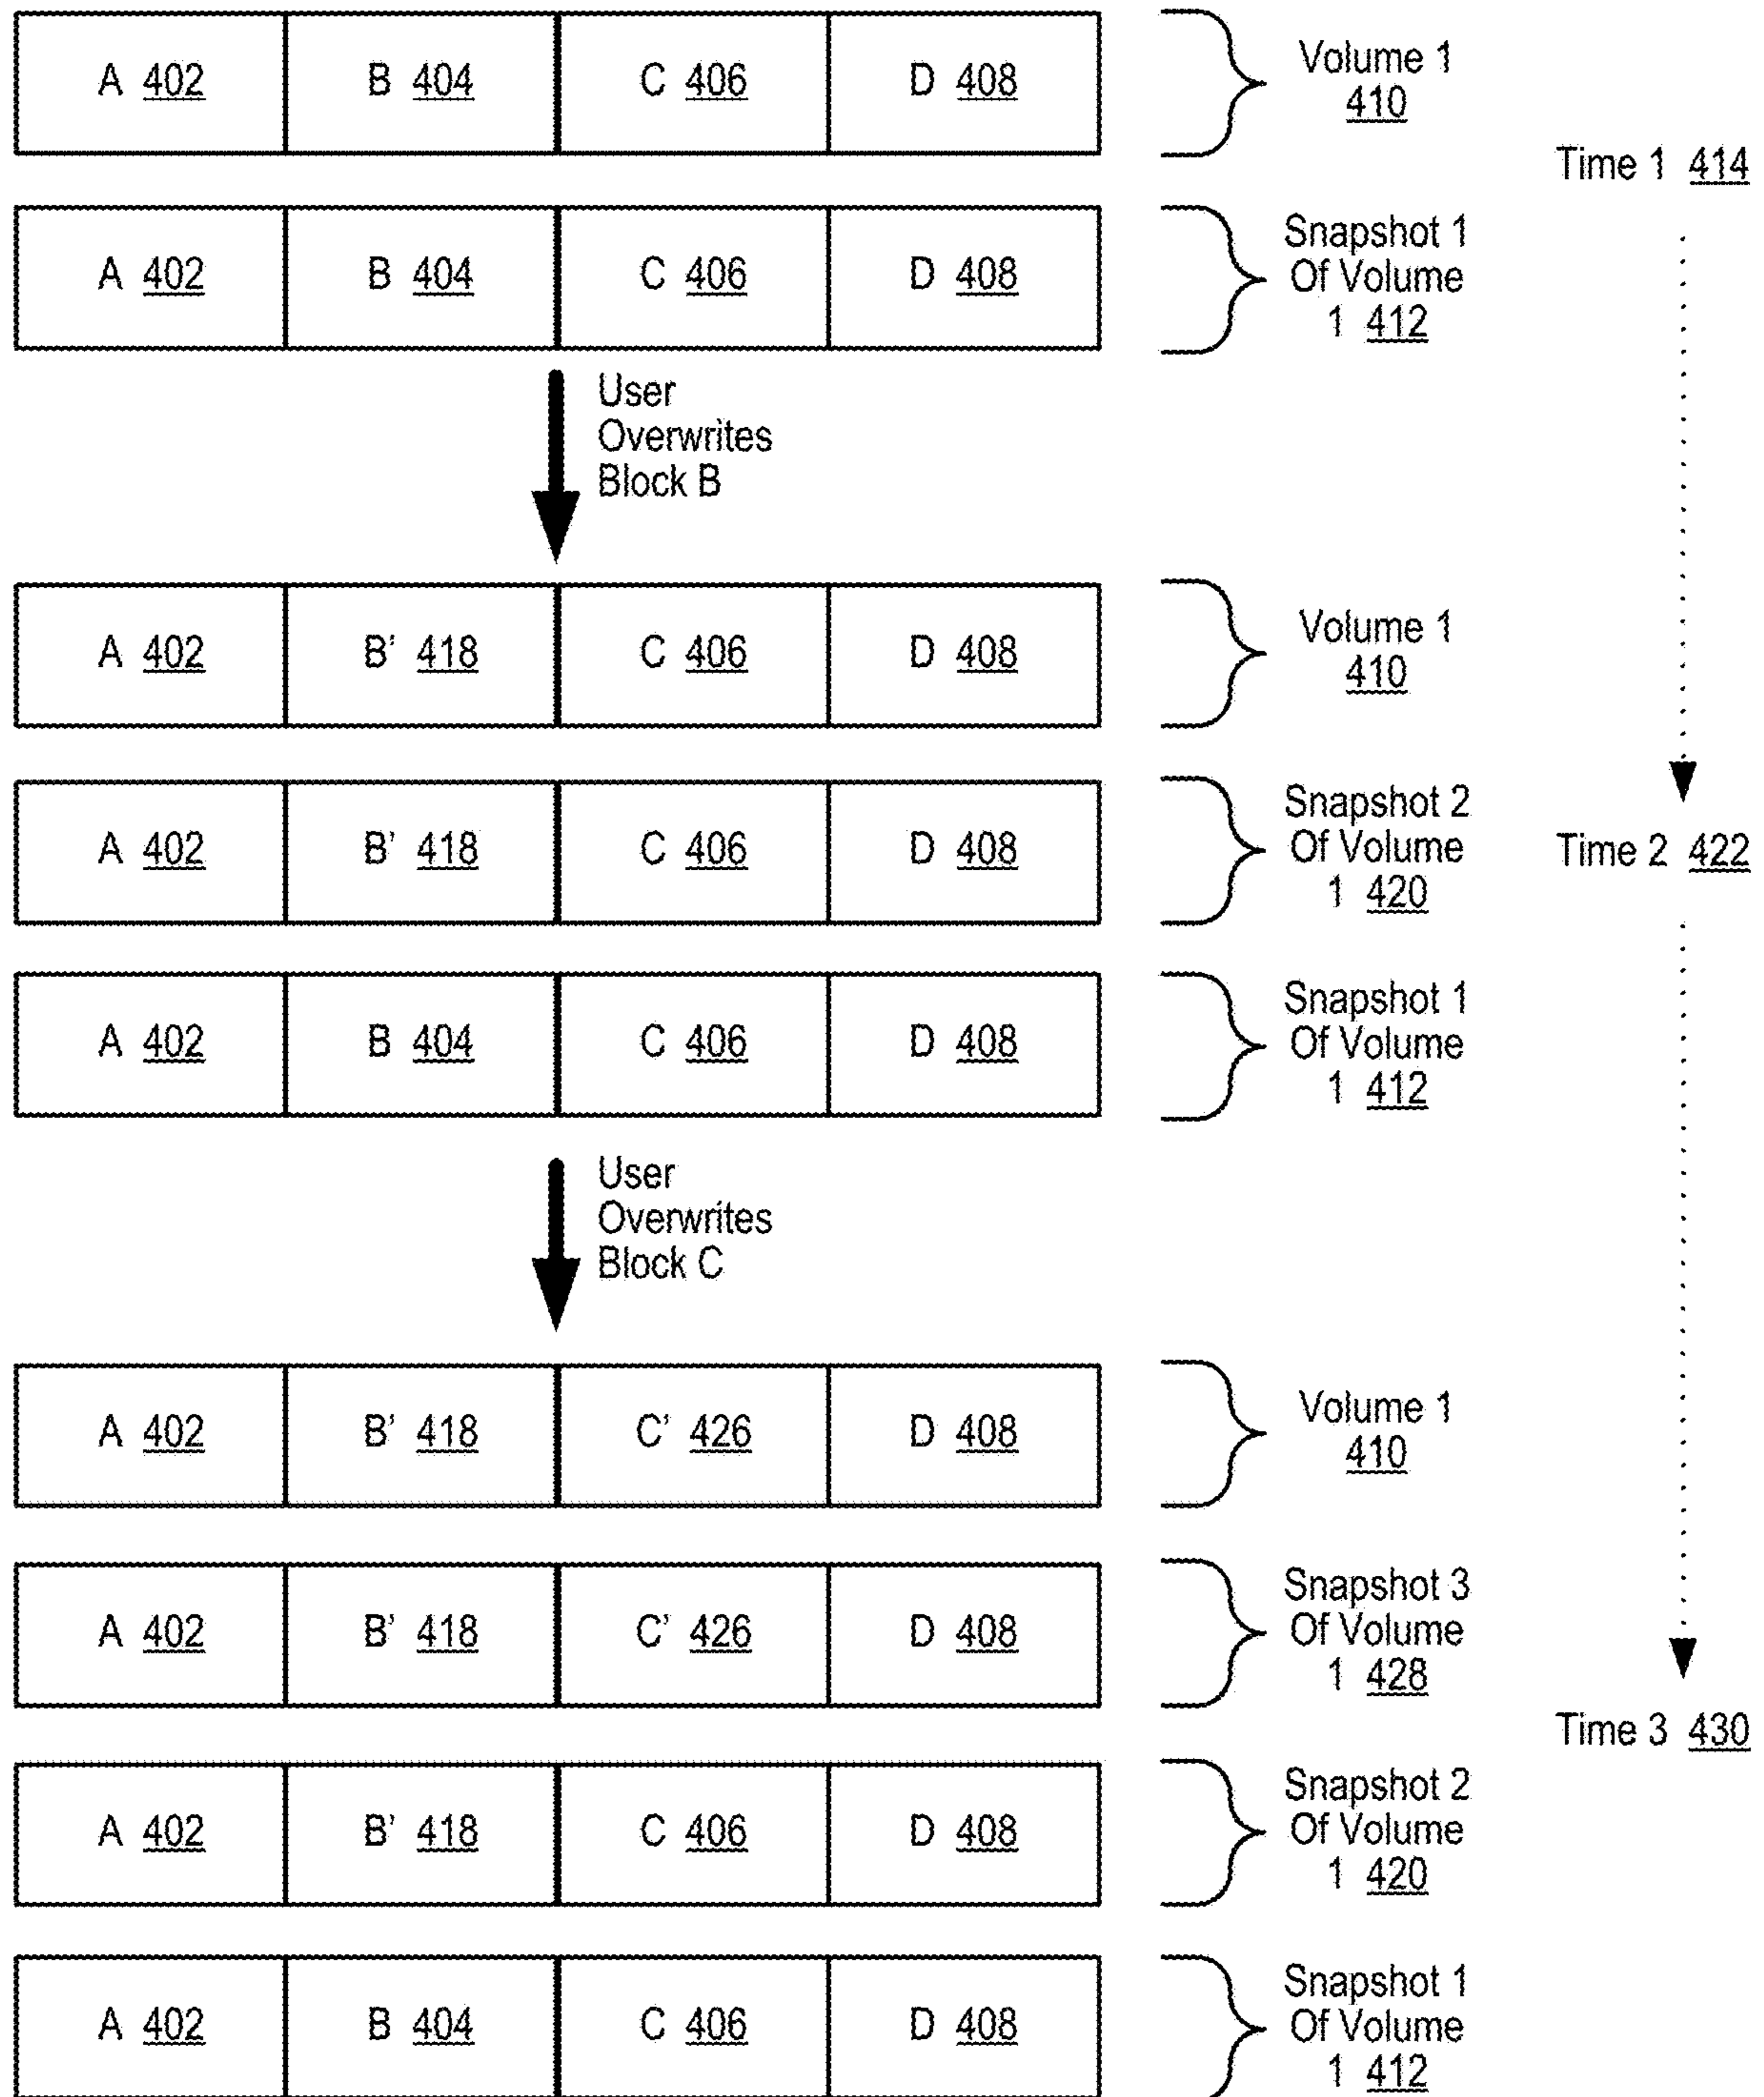 A 402 B 404 C 406 D 408
Volume 1
410
Time 1 414
A 402 B 404 C 406 D 408
Snapshot 1
Of Volume
1 412
User
Overwrites
Block B
A 402 B' 418 C 406 D 408
Volume 1
410
A 402 B' 418 C 406 D 408
Snapshot 2
Of Volume
1 420
Time 2 422
A 402 B 404 C 406 D 408
Snapshot 1
Of Volume
1 412
User
Overwrites
Block C
A 402 B' 418 C' 426 D 408
Volume 1
410
A 402 B' 418 C' 426 D 408
Snapshot 3
Of Volume
1 428
Time 3 430
A 402 B' 418 C 406 D 408
Snapshot 2
Of Volume
1 420
A 402 B 404 C 406 D 408
Snapshot 1
Of Volume
1 412